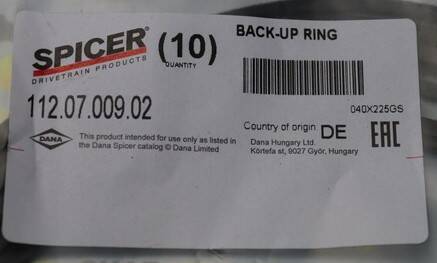 SPICER®
DRIVETRAIN PRODUCTS
(10)
QUANTITY
BACK-UP RING
112.07.009.02
040X225GS
DANA
This product intended for use only as listed in
the Dana Spicer catalog © Dana Limited
Country of origin DE
Dana Hungary Ltd.
Körtefa st, 9027 Győr, Hungary
EAC